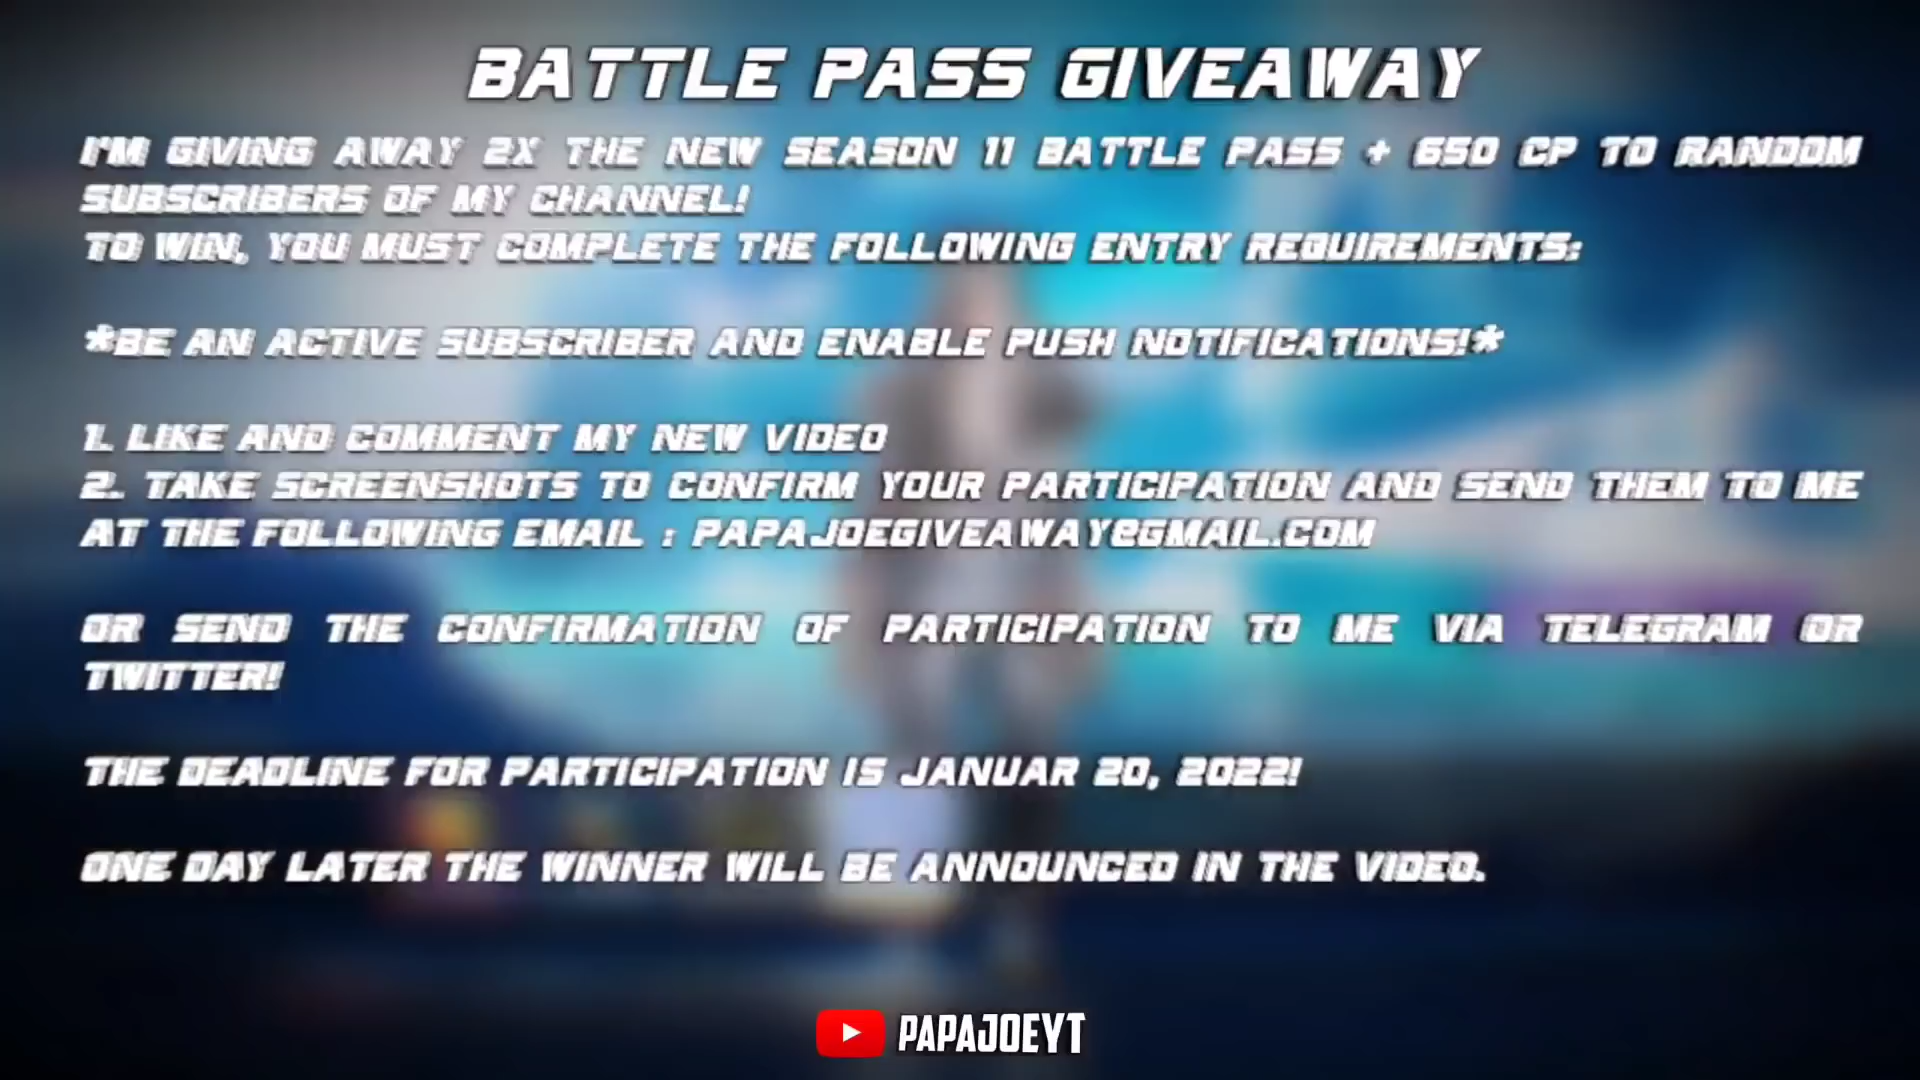 BATTLE PASS GIVEAWAY
I'M GIVING AWAY 2X THE NEW SEASON 11 BATTLE PASS + 650 CP TO RANDOM
SUBSCRIBERS OF MY CHANNEL!
TO WIN, YOU MUST COMPLETE THE FOLLOWING ENTRY REQUIREMENTS:
*BE AN ACTIVE SUBSCRIBER AND ENABLE PUSH NOTIFICATIONS!*
1. LIKE AND COMMENT MY NEW VIDEO
2. TAKE SCREENSHOTS TO CONFIRM YOUR PARTICIPATION AND SEND THEM TO ME
AT THE FOLLOWING EMAIL : PAPAJOEGIVEAWAY@GMAIL.COM
OR SEND THE CONFIRMATION OF PARTICIPATION TO ME VIA TELEGRAM OR
TWITTER!
THE DEADLINE FOR PARTICIPATION IS JANUAR 20, 2022!
ONE DAY LATER THE WINNER WILL BE ANNOUNCED IN THE VIDEO.
PAPAJOEYT